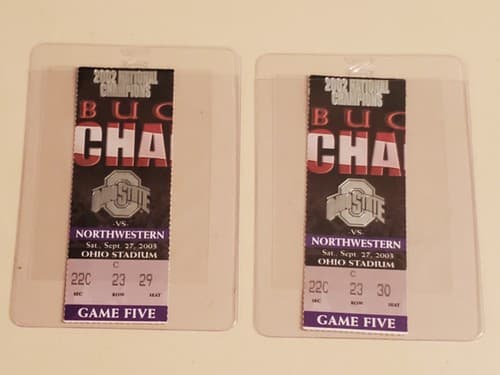 2002 NATIONAL
CHAMPIONS
BUC
CHA
OHIO STATE
-VS-
NORTHWESTERN
Sat., Sept. 27, 2003
OHIO STADIUM
C
22C 23 29
SEC ROW SEAT
GAME FIVE
2002 NATIONAL
CHAMPIONS
BUC
CHA
OHIO STATE
-VS-
NORTHWESTERN
Sat., Sept. 27, 2003
OHIO STADIUM
C
22C 23 30
SEC ROW SEAT
GAME FIVE